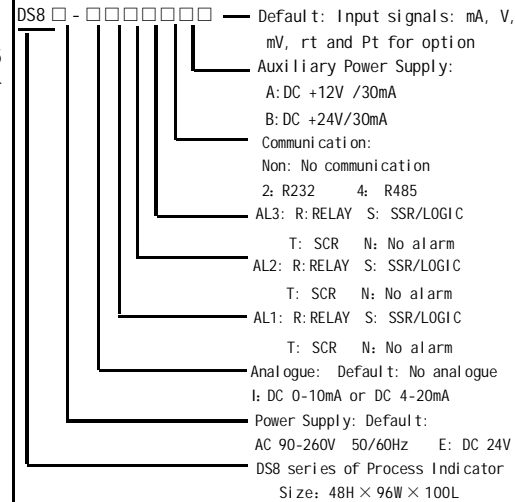 DS8 □ - □□□□□□□ Default: Input signals: mA, V,
mV, rt and Pt for option
Auxiliary Power Supply:
A: DC +12V /30mA
B: DC +24V/30mA
Communication:
Non: No communication
2: R232 4: R485
AL3: R: RELAY S: SSR/LOGIC
T: SCR N: No alarm
AL2: R: RELAY S: SSR/LOGIC
T: SCR N: No alarm
AL1: R: RELAY S: SSR/LOGIC
T: SCR N: No alarm
Analogue: Default: No analogue
I: DC 0-10mA or DC 4-20mA
Power Supply: Default:
AC 90-260V 50/60Hz E: DC 24V
DS8 series of Process Indicator
Size: 48H × 96W × 100L